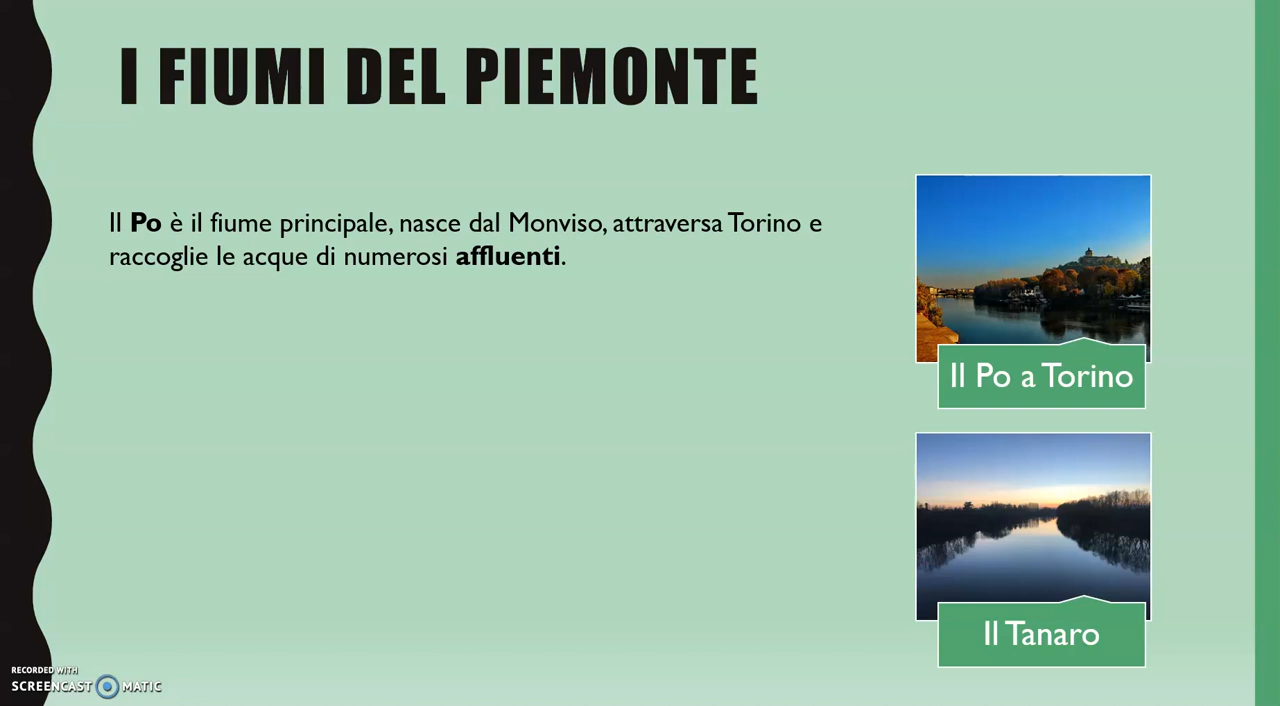 I FIUMI DEL PIEMONTE
Il Po è il fiume principale, nasce dal Monviso, attraversa Torino e
raccoglie le acque di numerosi affluenti.
Il Po a Torino
Il Tanaro
RECORDED WITH
SCREENCAST MATIC